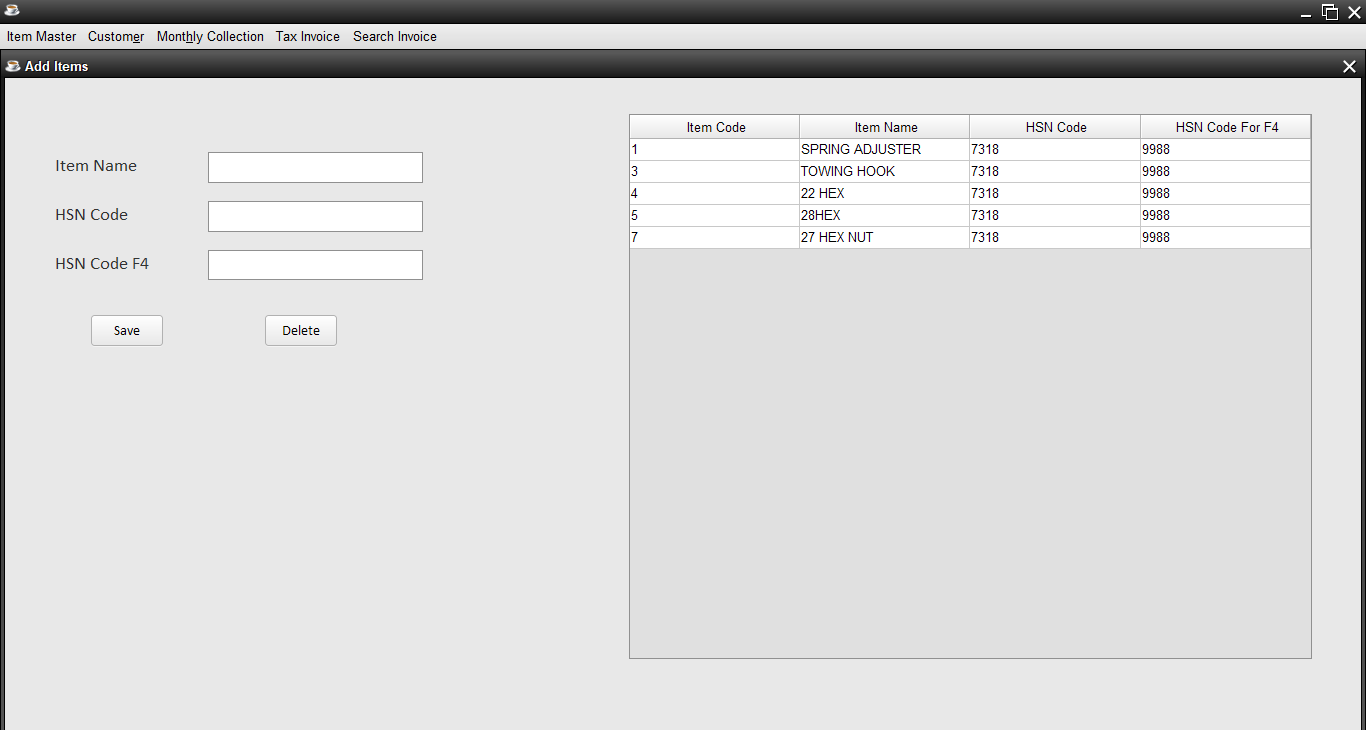 Item Master Customer Monthly Collection Tax Invoice Search Invoice
Add Items
Item Name
HSN Code
HSN Code F4
Save Delete
Item Code Item Name HSN Code HSN Code For F4
1 SPRING ADJUSTER 7318 9988
3 TOWING HOOK 7318 9988
4 22 HEX 7318 9988
5 28HEX 7318 9988
7 27 HEX NUT 7318 9988